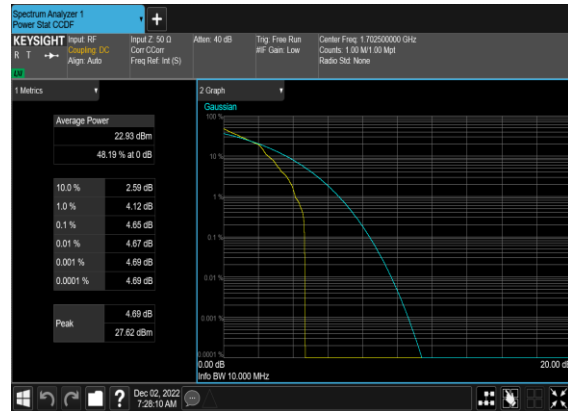 Spectrum Analyzer 1
Power Stat CCDF
KEYSIGHT
R T
LV
Input: RF
Coupling: DC
Align: Auto
Input Z: 50 Ω
Corr CCorr
Freq Ref: Int (S)
Atten: 40 dB
Trig: Free Run
#IF Gain: Low
Center Freq: 1.702500000 GHz
Counts: 1.00 M/1.00 Mpt
Radio Std: None
1 Metrics
Average Power
22.93 dBm
48.19 % at 0 dB
10.0 % 2.59 dB
1.0 % 4.12 dB
0.1 % 4.65 dB
0.01 % 4.67 dB
0.001 % 4.69 dB
0.0001 % 4.69 dB
Peak
4.69 dB
27.62 dBm
2 Graph
Gaussian
100 %
10 %
1 %
0.1 %
0.01 %
0.001 %
0.0001 %
0.00 dB 20.00 dB
Info BW 10.000 MHz
Dec 02, 2022
7:28:10 AM